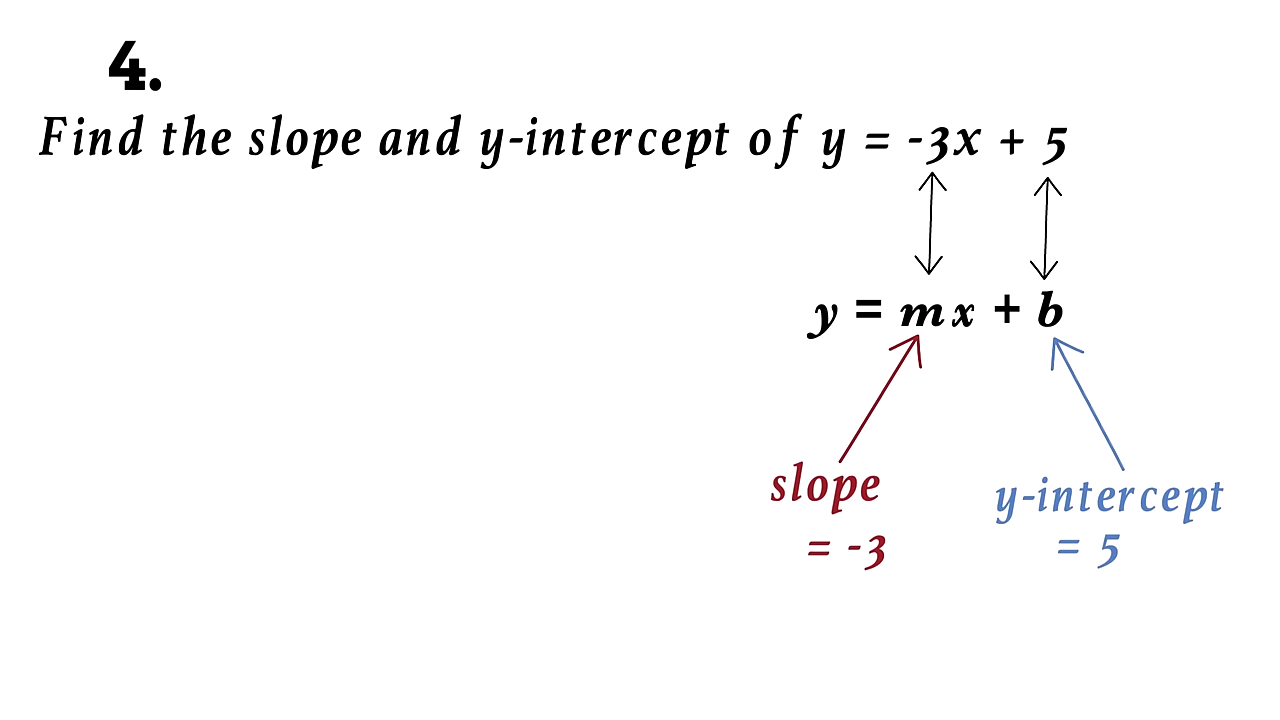 4.
Find the slope and y-intercept of y = -3x + 5
y = mx + b
slope
= -3
y-intercept
= 5